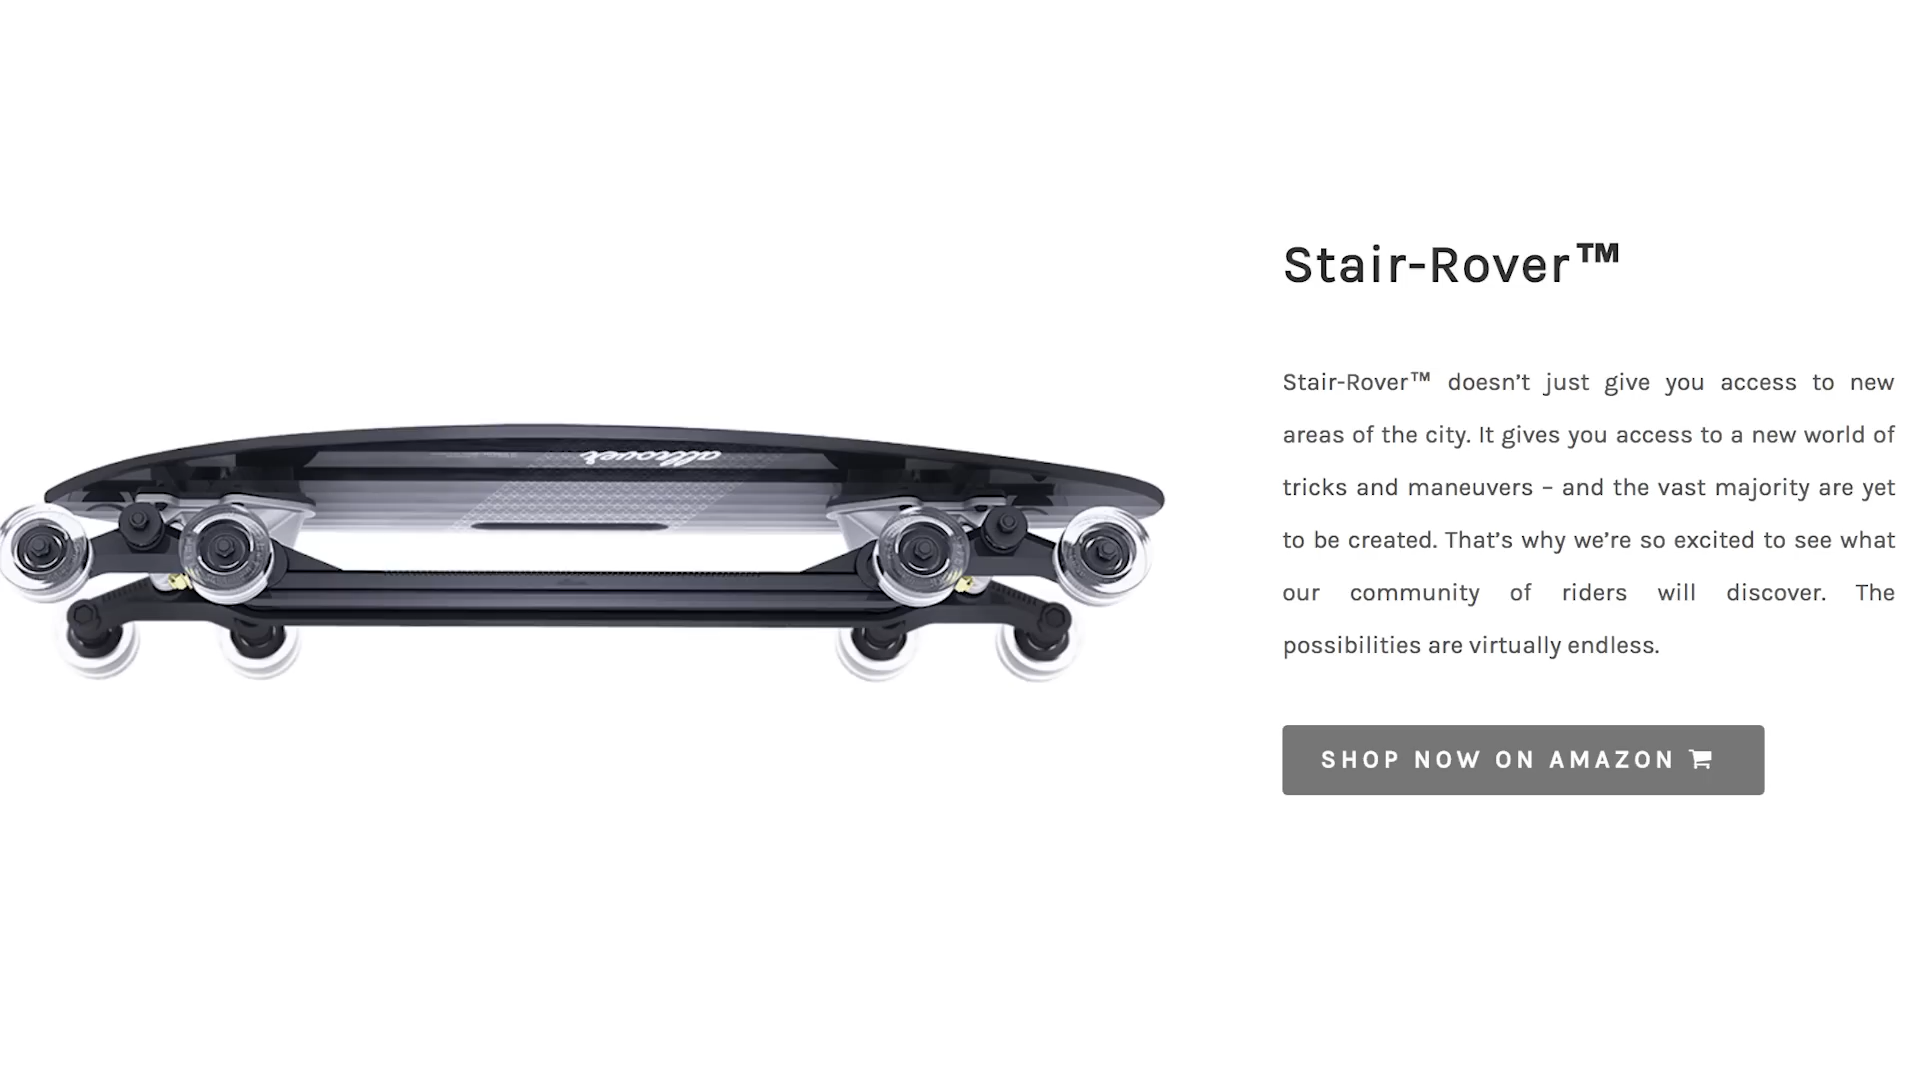 allrover
Stair-Rover™
Stair-Rover™ doesn’t just give you access to new
areas of the city. It gives you access to a new world of
tricks and maneuvers – and the vast majority are yet
to be created. That’s why we’re so excited to see what
our community of riders will discover. The
possibilities are virtually endless.
SHOP NOW ON AMAZON